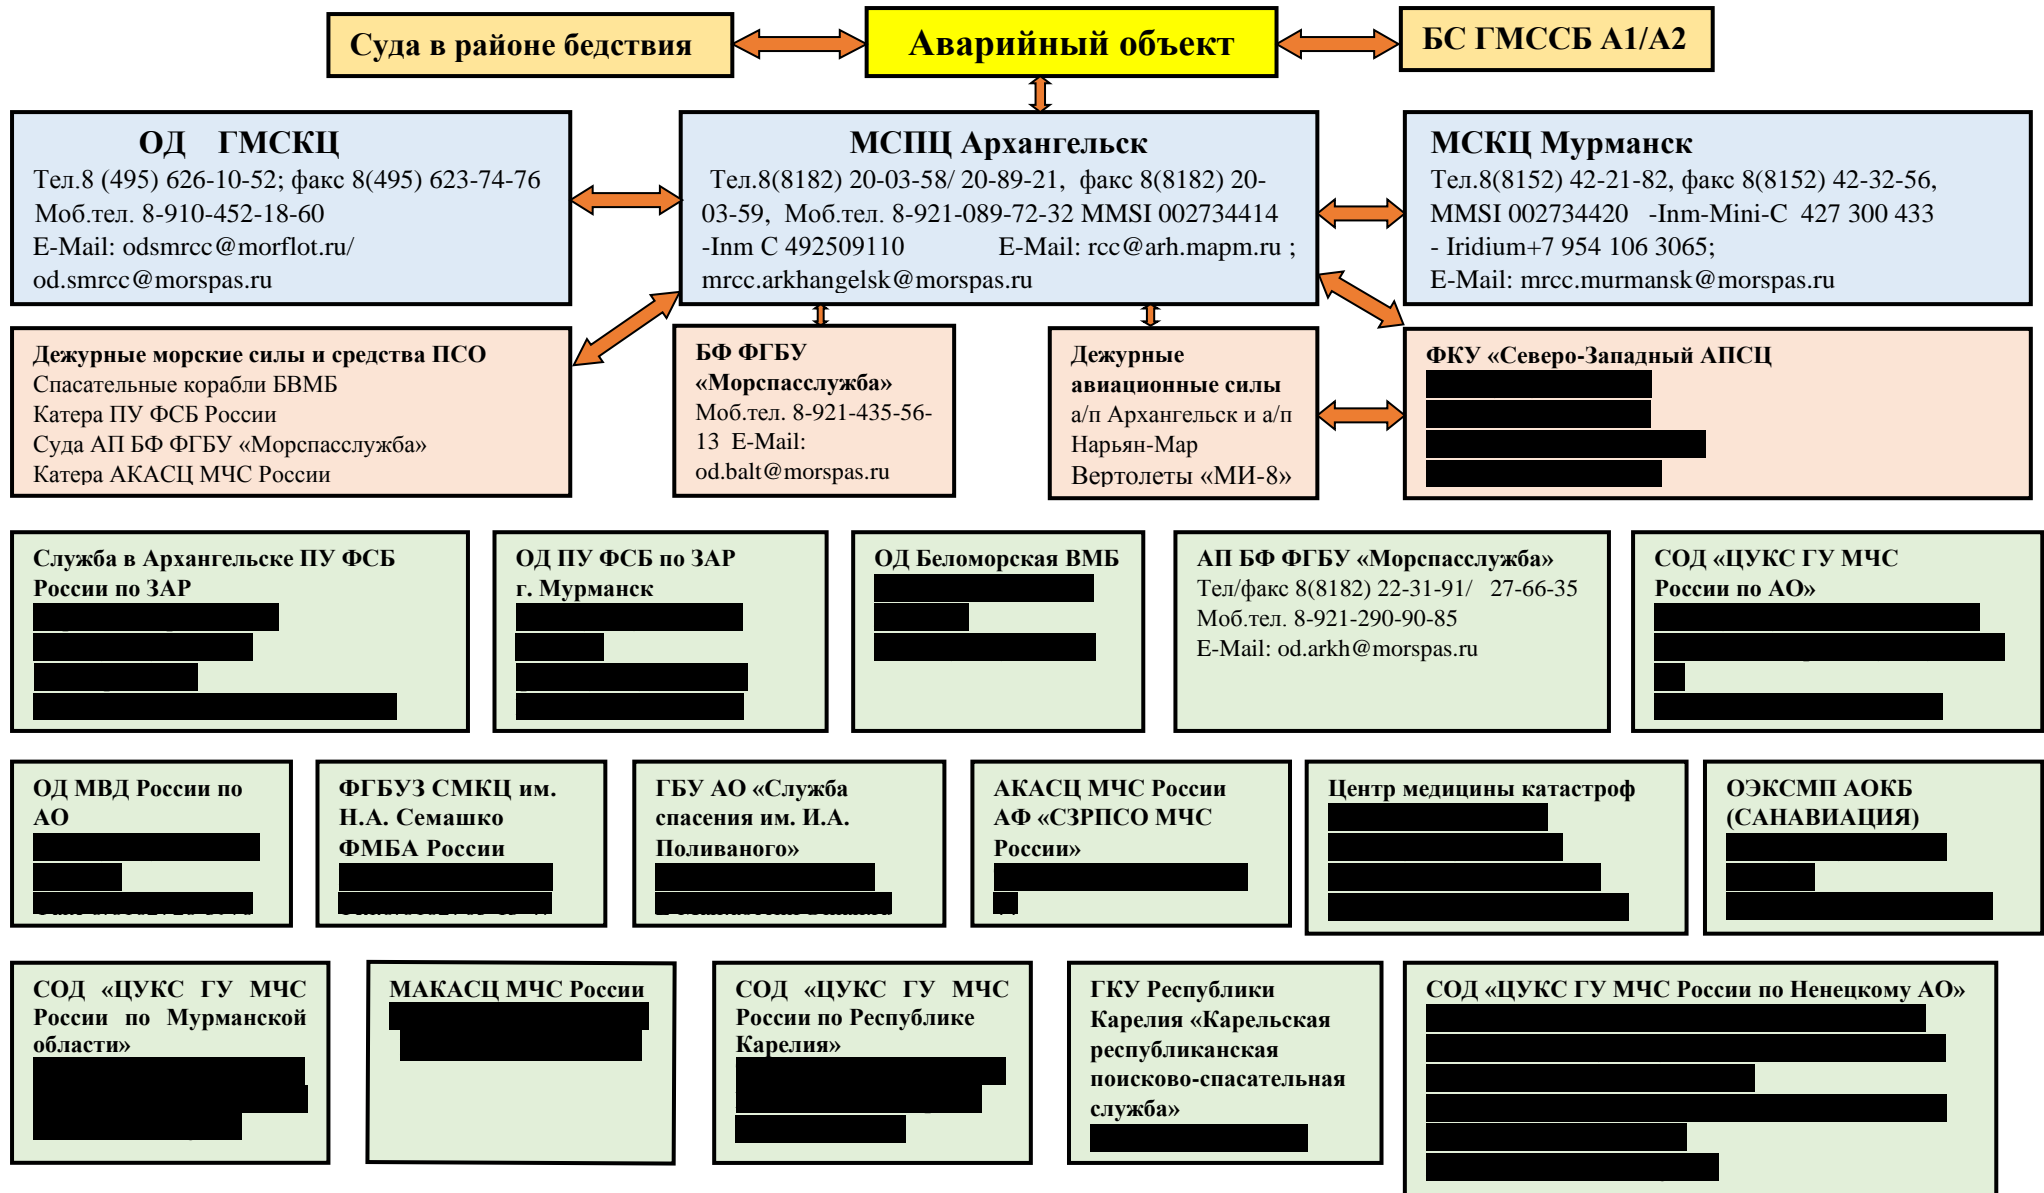 Суда в районе бедствия
Аварийный объект
БС ГМССБ А1/А2
ОД ГМСКЦ
Тел.8 (495) 626-10-52; факс 8(495) 623-74-76
Моб.тел. 8-910-452-18-60
E-Mail: odsmrcc@morflot.ru/
od.smrcc@morspas.ru
МСПЦ Архангельск
Тел.8(8182) 20-03-58/ 20-89-21, факс 8(8182) 20-
03-59, Моб.тел. 8-921-089-72-32 MMSI 002734414
-Inm C 492509110 E-Mail: rcc@arh.mapm.ru ;
mrcc.arkhangelsk@morspas.ru
МСКЦ Мурманск
Тел.8(8152) 42-21-82, факс 8(8152) 42-32-56,
MMSI 002734420 -Inm-Mini-C 427 300 433
- Iridium+7 954 106 3065;
E-Mail: mrcc.murmansk@morspas.ru
Дежурные морские силы и средства ПСО
Спасательные корабли БВМБ
Катера ПУ ФСБ России
Суда АП БФ ФГБУ «Морспасслужба»
Катера АКАСЦ МЧС России
БФ ФГБУ
«Морспасслужба»
Моб.тел. 8-921-435-56-
13 E-Mail:
od.balt@morspas.ru
Дежурные
авиационные силы
а/п Архангельск и а/п
Нарьян-Мар
Вертолеты «МИ-8»
ФКУ «Северо-Западный АПСЦ
Служба в Архангельске ПУ ФСБ
России по ЗАР
ОД ПУ ФСБ по ЗАР
г. Мурманск
ОД Беломорская ВМБ
АП БФ ФГБУ «Морспасслужба»
Тел/факс 8(8182) 22-31-91/ 27-66-35
Моб.тел. 8-921-290-90-85
E-Mail: od.arkh@morspas.ru
СОД «ЦУКС ГУ МЧС
России по АО»
ОД МВД России по
АО
ФГБУЗ СМКЦ им.
Н.А. Семашко
ФМБА России
ГБУ АО «Служба
спасения им. И.А.
Поливаного»
АКАСЦ МЧС России
АФ «СЗРПСО МЧС
России»
Центр медицины катастроф
ОЭКСМП АОКБ
(САНАВИАЦИЯ)
СОД «ЦУКС ГУ МЧС
России по Мурманской
области»
МАКАСЦ МЧС России
СОД «ЦУКС ГУ МЧС
России по Республике
Карелия»
ГКУ Республики
Карелия «Карельская
республиканская
поисково-спасательная
служба»
СОД «ЦУКС ГУ МЧС России по Ненецкому АО»